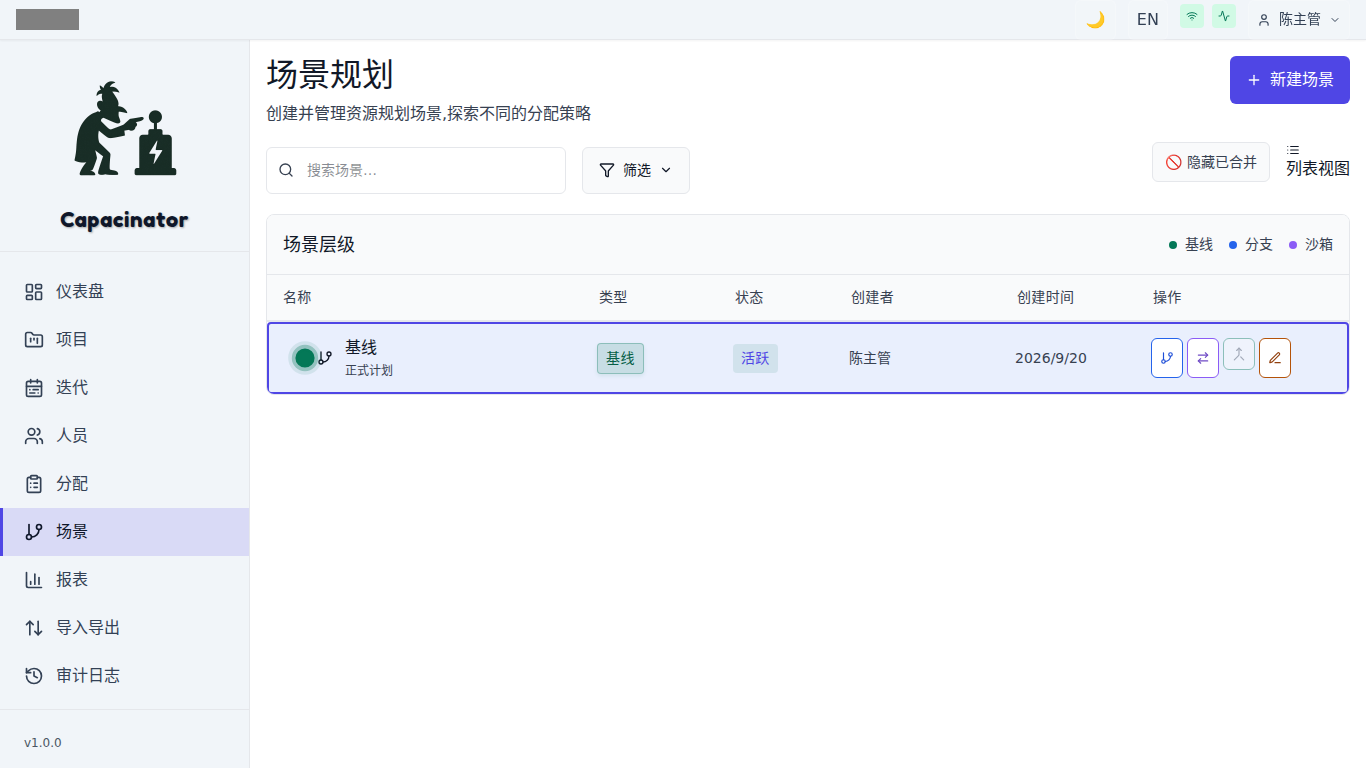 EN
陈主管
Capacinator
仪表盘
项目
迭代
人员
分配
场景
报表
导入导出
审计日志
v1.0.0
场景规划
创建并管理资源规划场景,探索不同的分配策略
新建场景
搜索场景...
筛选
隐藏已合并
列表视图
场景层级
基线 分支 沙箱
名称 类型 状态 创建者 创建时间 操作
基线
正式计划
基线 活跃 陈主管 2026/9/20